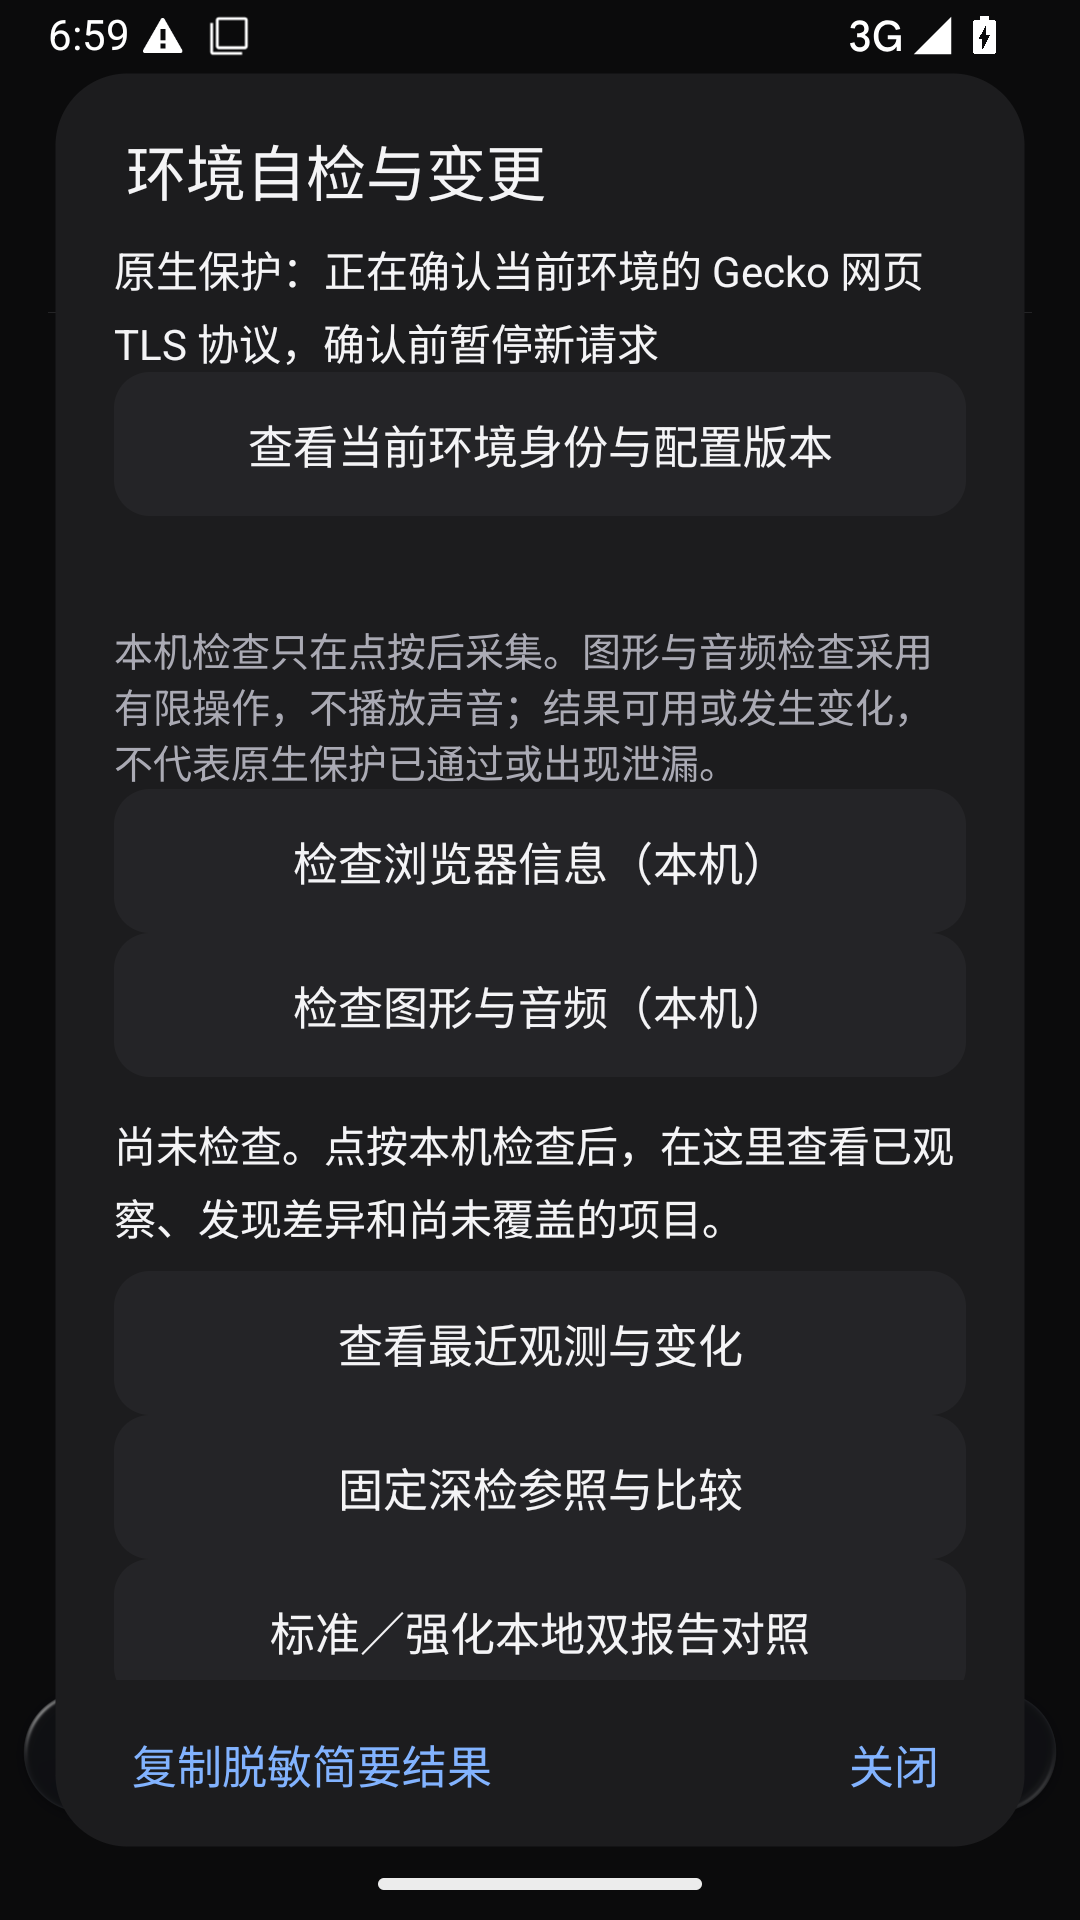 6:59
3G
环境自检与变更
原生保护：正在确认当前环境的 Gecko 网页
TLS 协议，确认前暂停新请求
查看当前环境身份与配置版本
本机检查只在点按后采集。图形与音频检查采用
有限操作，不播放声音；结果可用或发生变化，
不代表原生保护已通过或出现泄漏。
检查浏览器信息（本机）
检查图形与音频（本机）
尚未检查。点按本机检查后，在这里查看已观
察、发现差异和尚未覆盖的项目。
查看最近观测与变化
固定深检参照与比较
标准／强化本地双报告对照
复制脱敏简要结果
关闭